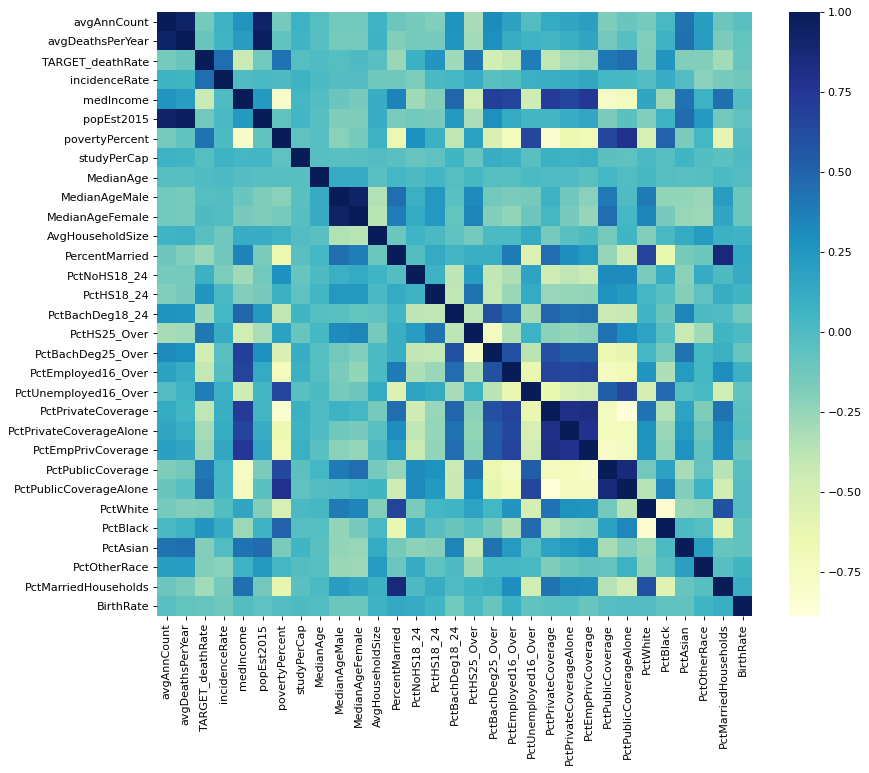 avgAnnCount
avgDeathsPerYear
TARGET_deathRate
incidenceRate
medIncome
popEst2015
povertyPercent
studyPerCap
MedianAge
MedianAgeMale
MedianAgeFemale
AvgHouseholdSize
PercentMarried
PctNoHS18_24
PctHS18_24
PctBachDeg18_24
PctHS25_Over
PctBachDeg25_Over
PctEmployed16_Over
PctUnemployed16_Over
PctPrivateCoverage
PctPrivateCoverageAlone
PctEmpPrivCoverage
PctPublicCoverage
PctPublicCoverageAlone
PctWhite
PctBlack
PctAsian
PctOtherRace
PctMarriedHouseholds
BirthRate
avgAnnCount
avgDeathsPerYear
TARGET_deathRate
incidenceRate
medIncome
popEst2015
povertyPercent
studyPerCap
MedianAge
MedianAgeMale
MedianAgeFemale
AvgHouseholdSize
PercentMarried
PctNoHS18_24
PctHS18_24
PctBachDeg18_24
PctHS25_Over
PctBachDeg25_Over
PctEmployed16_Over
PctUnemployed16_Over
PctPrivateCoverage
PctPrivateCoverageAlone
PctEmpPrivCoverage
PctPublicCoverage
PctPublicCoverageAlone
PctWhite
PctBlack
PctAsian
PctOtherRace
PctMarriedHouseholds
BirthRate
1.00
0.75
0.50
0.25
0.00
−0.25
−0.50
−0.75